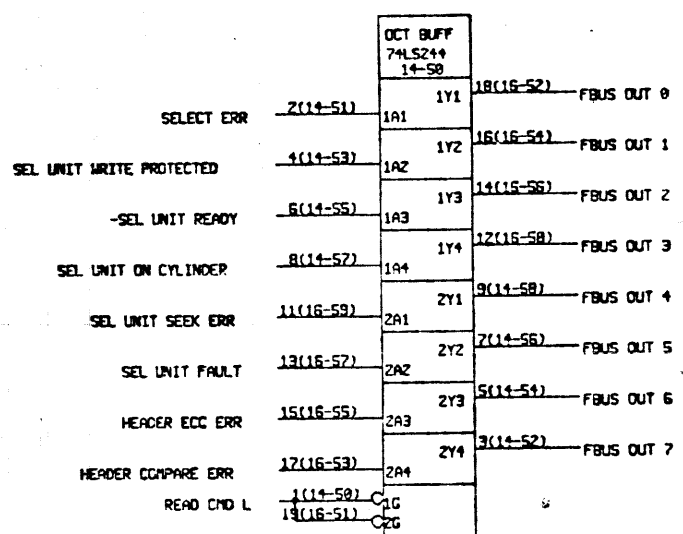 OCT BUFF
74LS244
14-50
18(16-52) FBUS OUT 0
1Y1
SELECT ERR 2(14-51) 1A1
16(16-54) FBUS OUT 1
1Y2
SEL UNIT WRITE PROTECTED 4(14-53) 1A2
14(16-56) FBUS OUT 2
1Y3
-SEL UNIT READY 6(14-55) 1A3
12(16-58) FBUS OUT 3
1Y4
SEL UNIT ON CYLINDER 8(14-57) 1A4
9(14-58) FBUS OUT 4
2Y1
SEL UNIT SEEK ERR 11(16-59) 2A1
7(14-56) FBUS OUT 5
2Y2
SEL UNIT FAULT 13(16-57) 2A2
5(14-54) FBUS OUT 6
2Y3
HEADER ECC ERR 15(16-55) 2A3
3(14-52) FBUS OUT 7
2Y4
HEADER COMPARE ERR 17(16-53) 2A4
READ CMD L 1(14-50) 1G
19(16-51) 2G